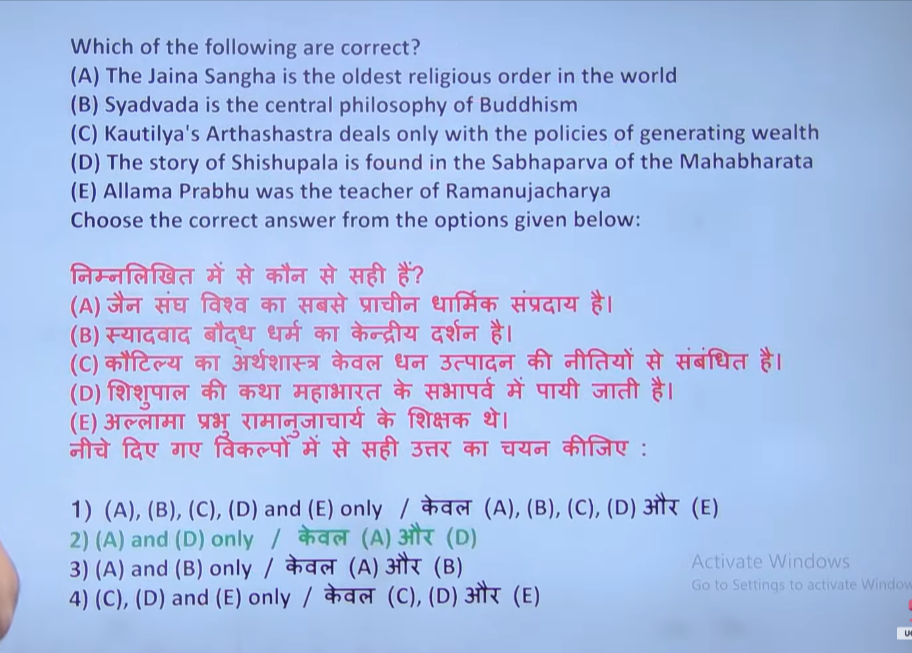 Which of the following are correct?
(A) The Jaina Sangha is the oldest religious order in the world
(B) Syadvada is the central philosophy of Buddhism
(C) Kautilya's Arthashastra deals only with the policies of generating wealth
(D) The story of Shishupala is found in the Sabhaparva of the Mahabharata
(E) Allama Prabhu was the teacher of Ramanujacharya
Choose the correct answer from the options given below:
निम्नलिखित में से कौन से सही हैं?
(A) जैन संघ विश्व का सबसे प्राचीन धार्मिक संप्रदाय है।
(B) स्यादवाद बौद्ध धर्म का केन्द्रीय दर्शन है।
(C) कौटिल्य का अर्थशास्त्र केवल धन उत्पादन की नीतियों से संबंधित है।
(D) शिशुपाल की कथा महाभारत के सभापर्व में पायी जाती है।
(E) अल्लामा प्रभु रामानुजाचार्य के शिक्षक थे।
नीचे दिए गए विकल्पों में से सही उत्तर का चयन कीजिए :
1) (A), (B), (C), (D) and (E) only / केवल (A), (B), (C), (D) और (E)
2) (A) and (D) only / केवल (A) और (D)
3) (A) and (B) only / केवल (A) और (B)
4) (C), (D) and (E) only / केवल (C), (D) और (E)
Activate Windows
Go to Settings to activate Window